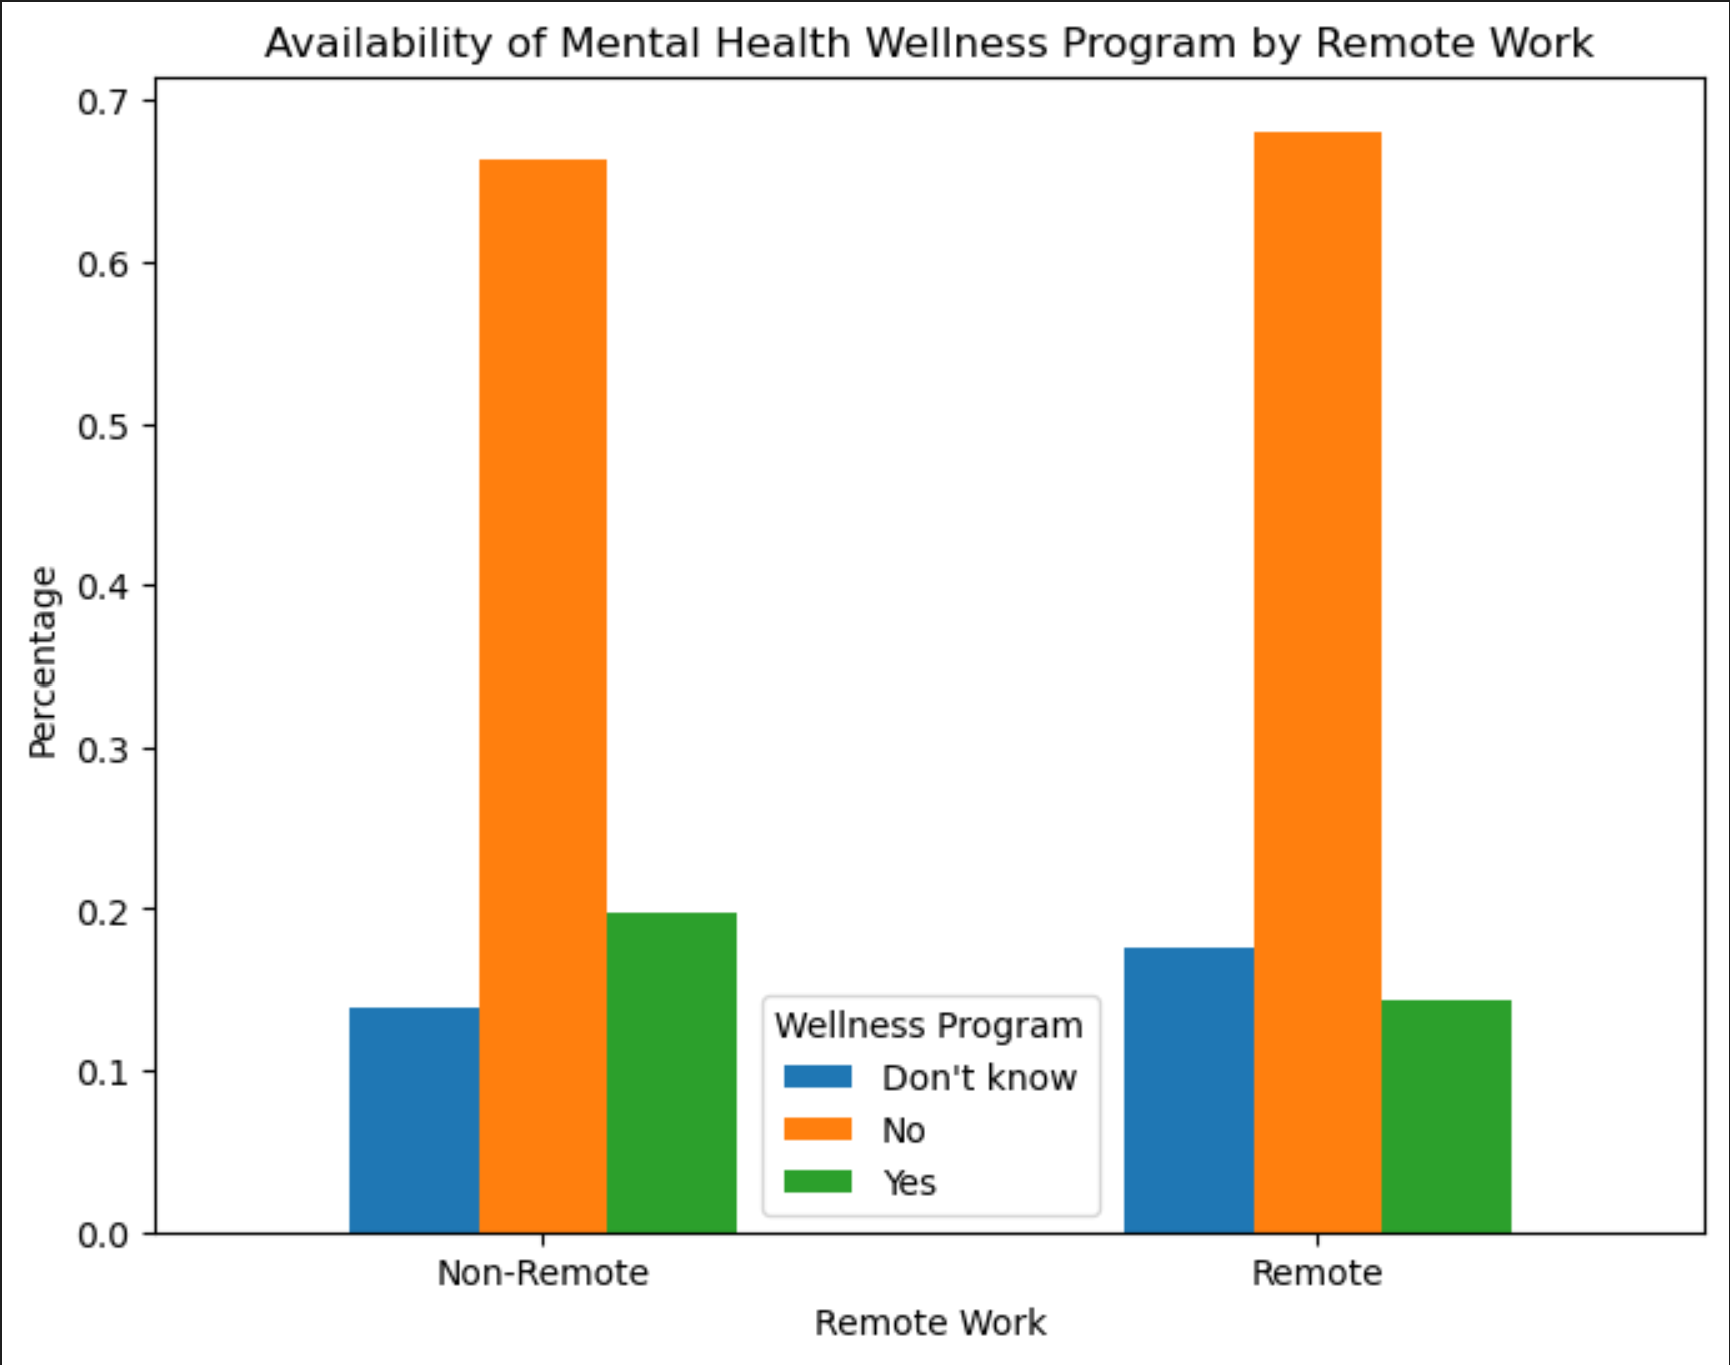 Availability of Mental Health Wellness Program by Remote Work
Percentage
0.7
0.6
0.5
0.4
0.3
0.2
0.1
0.0
Wellness Program
Don't know
No
Yes
Non-Remote
Remote
Remote Work